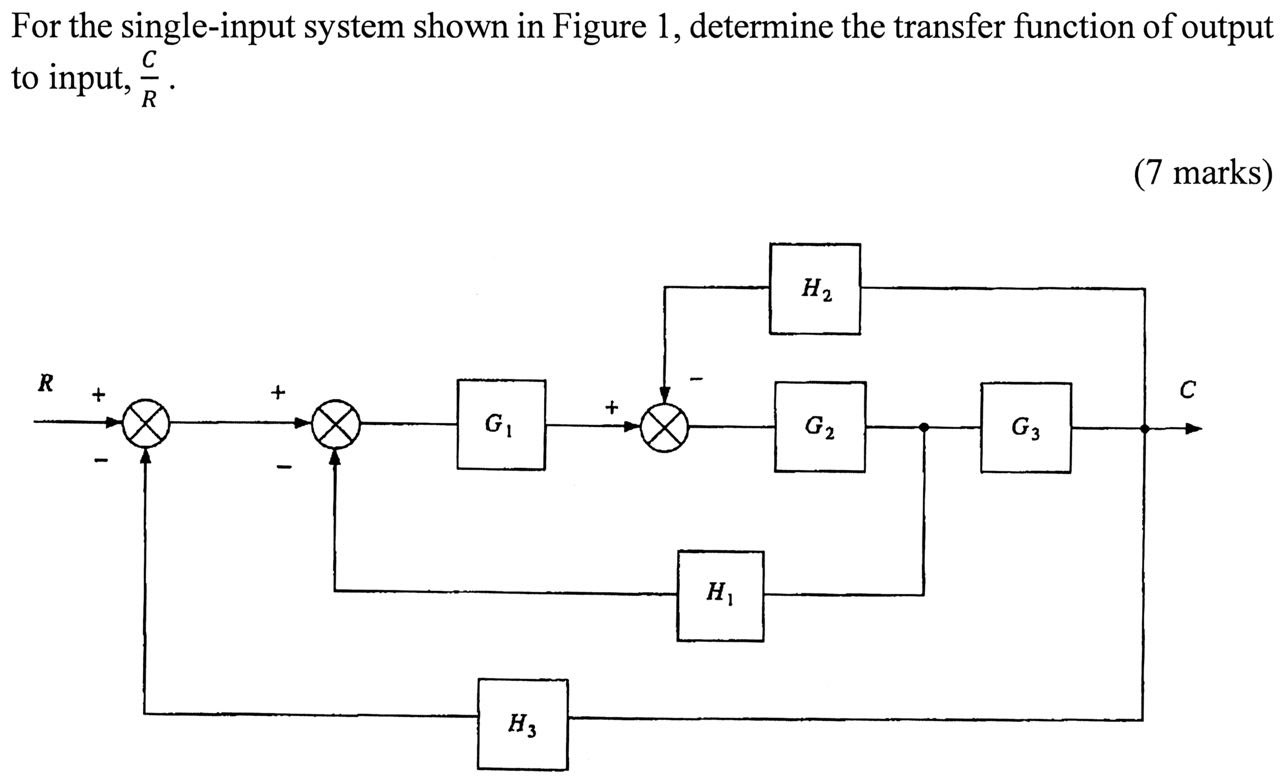 For the single-input system shown in Figure 1, determine the transfer function of output
to input, C/R .
(7 marks)
H₂
R + + G₁ + − G₂ G₃ C
− −
H₁
H₃